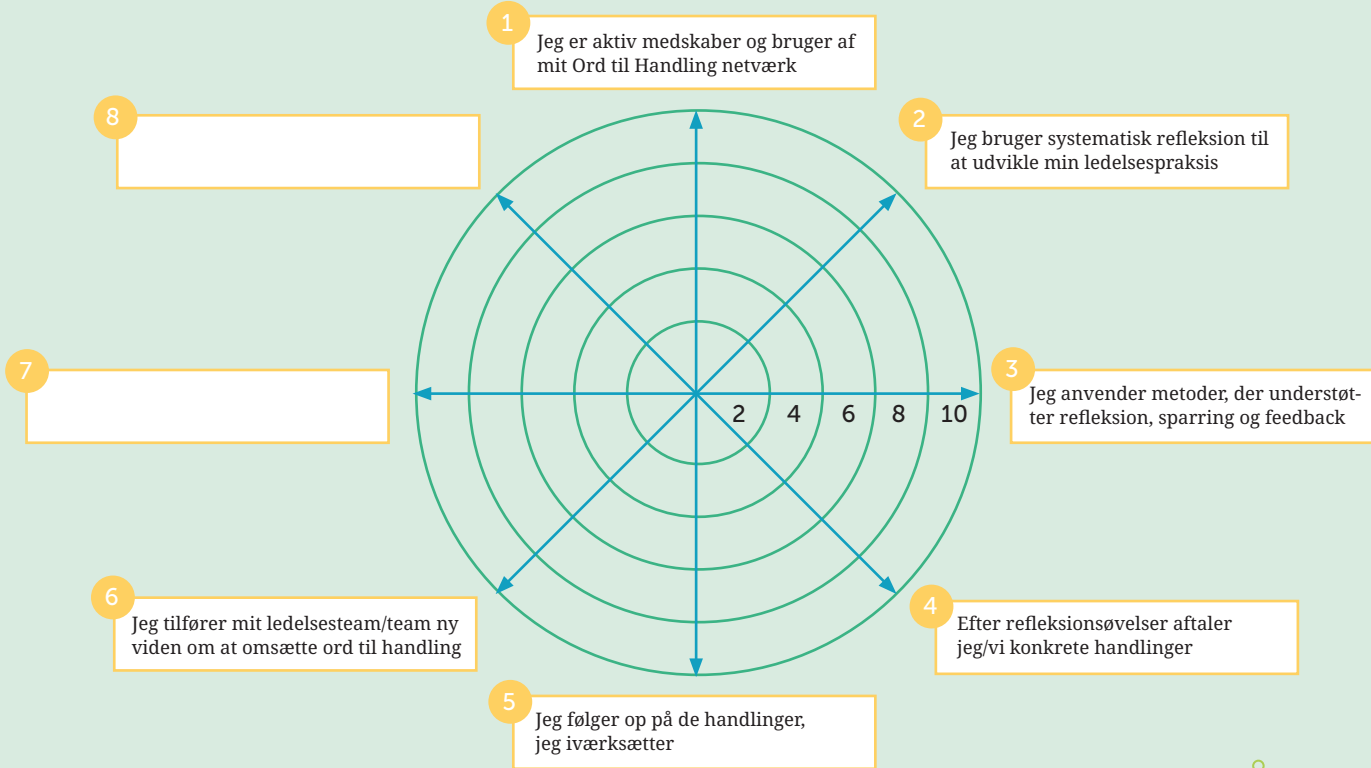 1
Jeg er aktiv medskaber og bruger af
mit Ord til Handling netværk
8
2
Jeg bruger systematisk refleksion til
at udvikle min ledelsespraksis
7
3
Jeg anvender metoder, der understøt-
ter refleksion, sparring og feedback
2 4 6 8 10
6
Jeg tilfører mit ledelsesteam/team ny
viden om at omsætte ord til handling
4
Efter refleksionsøvelser aftaler
jeg/vi konkrete handlinger
5
Jeg følger op på de handlinger,
jeg iværksætter